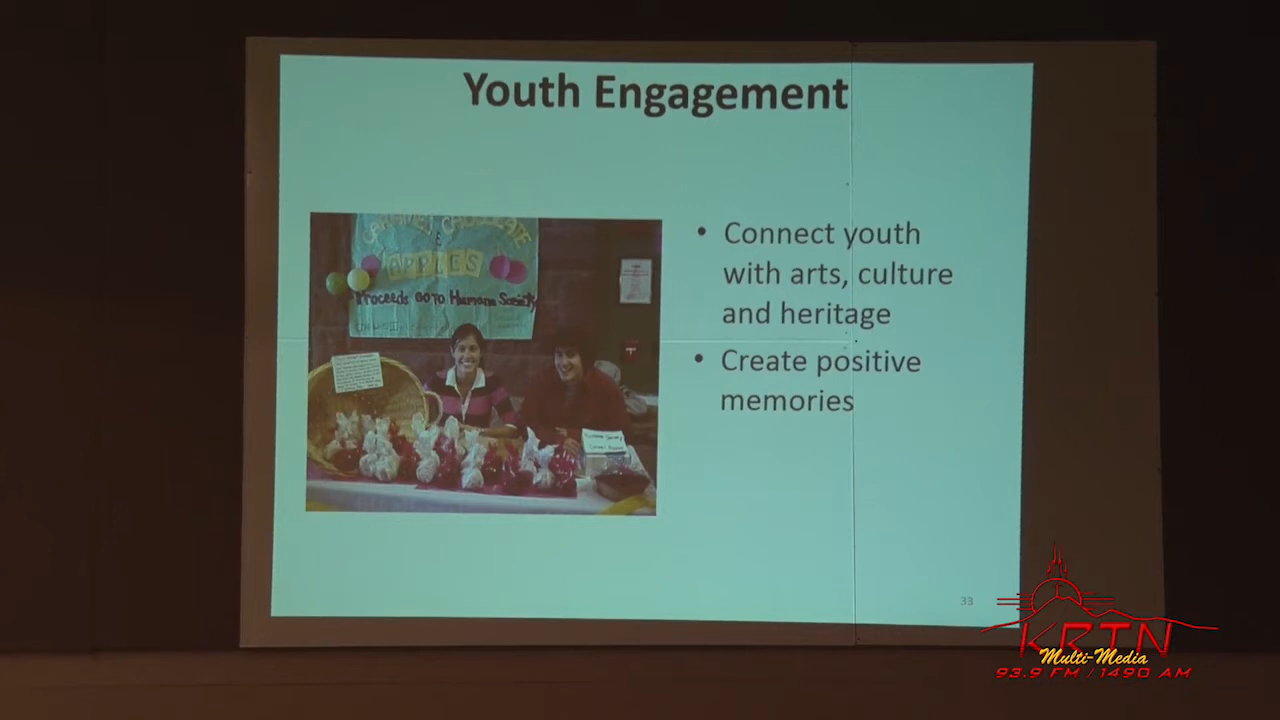 Youth Engagement
• Connect youth
with arts, culture
and heritage
• Create positive
memories
CHOCOLATE
APPLES
Proceeds Go to Humane Society
33
KRTN
Multi-Media
93.9 FM / 1490 AM